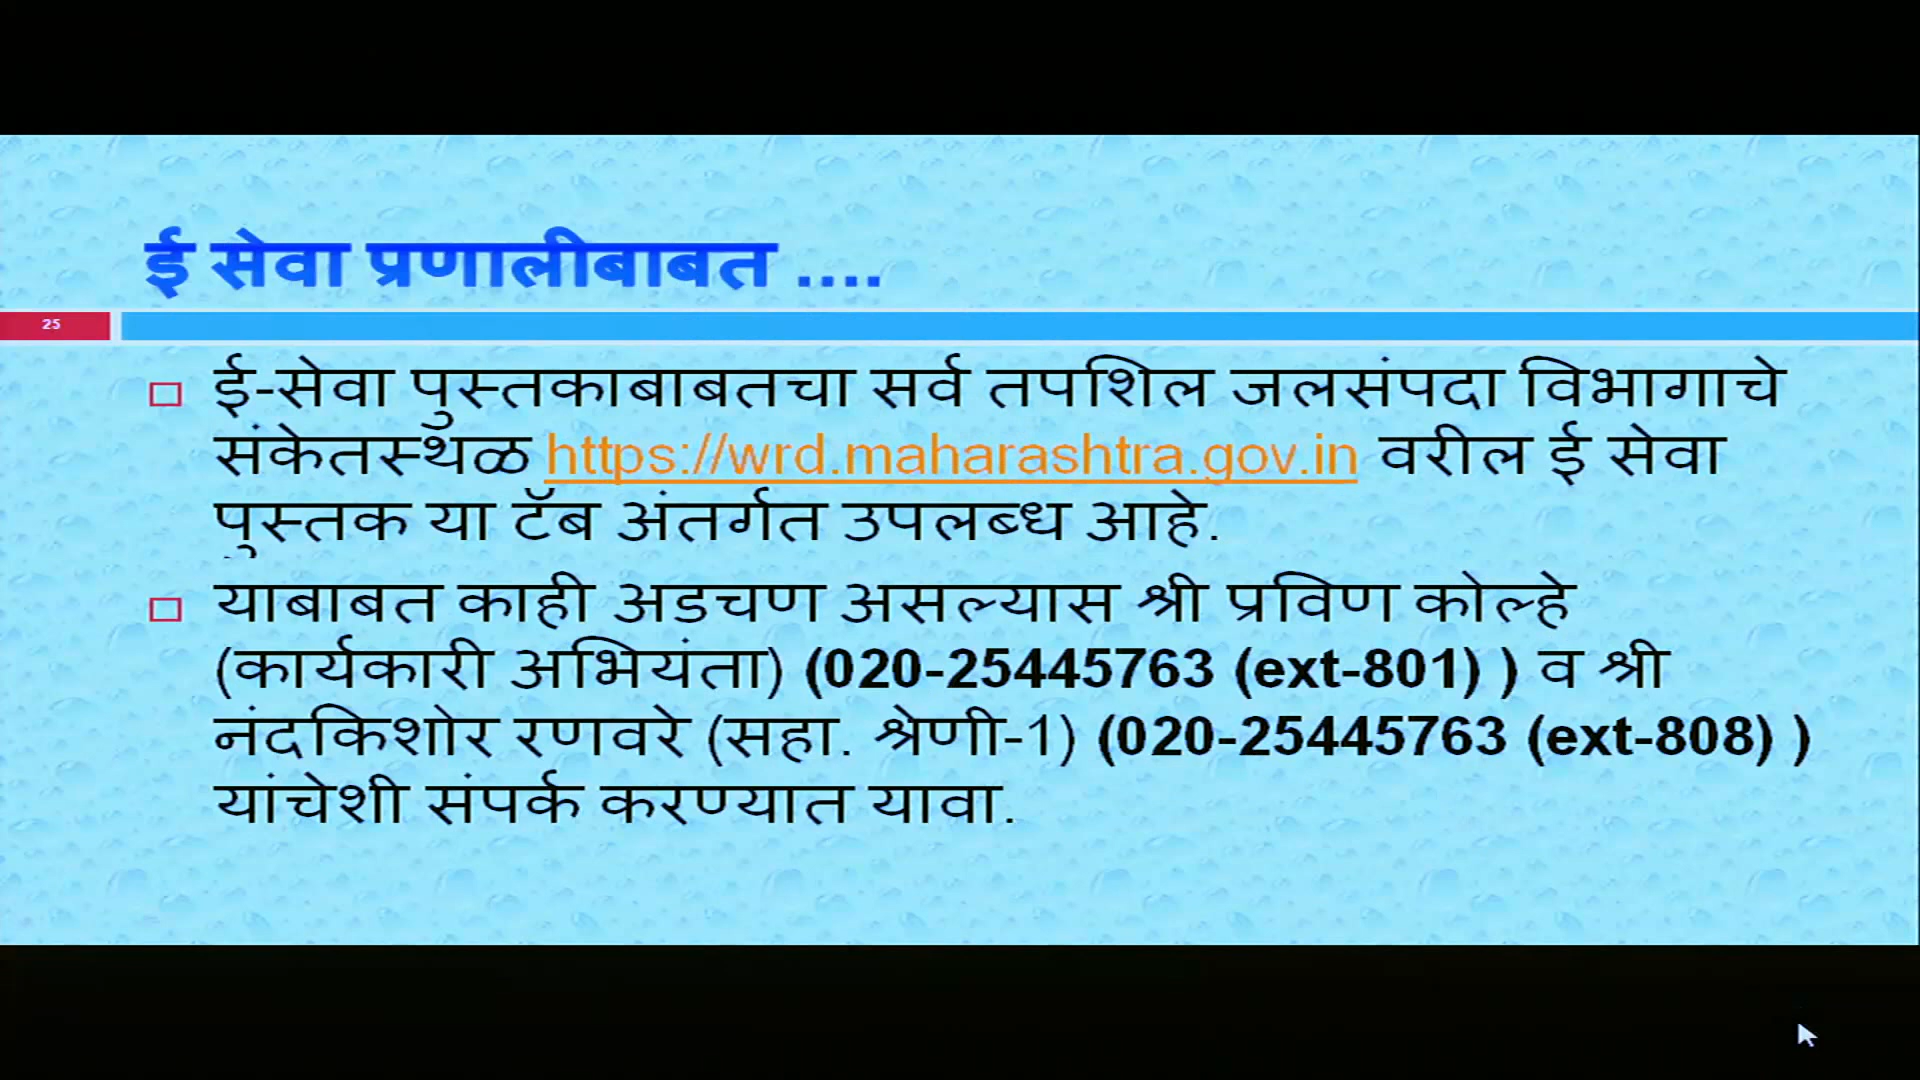 ई सेवा प्रणालीबाबत ....
25
ई-सेवा पुस्तकाबाबतचा सर्व तपशिल जलसंपदा विभागाचे
संकेतस्थळ https://wrd.maharashtra.gov.in वरील ई सेवा
पुस्तक या टॅब अंतर्गत उपलब्ध आहे.
याबाबत काही अडचण असल्यास श्री प्रविण कोल्हे
(कार्यकारी अभियंता) (020-25445763 (ext-801) ) व श्री
नंदकिशोर रणवरे (सहा. श्रेणी-1) (020-25445763 (ext-808) )
यांचेशी संपर्क करण्यात यावा.